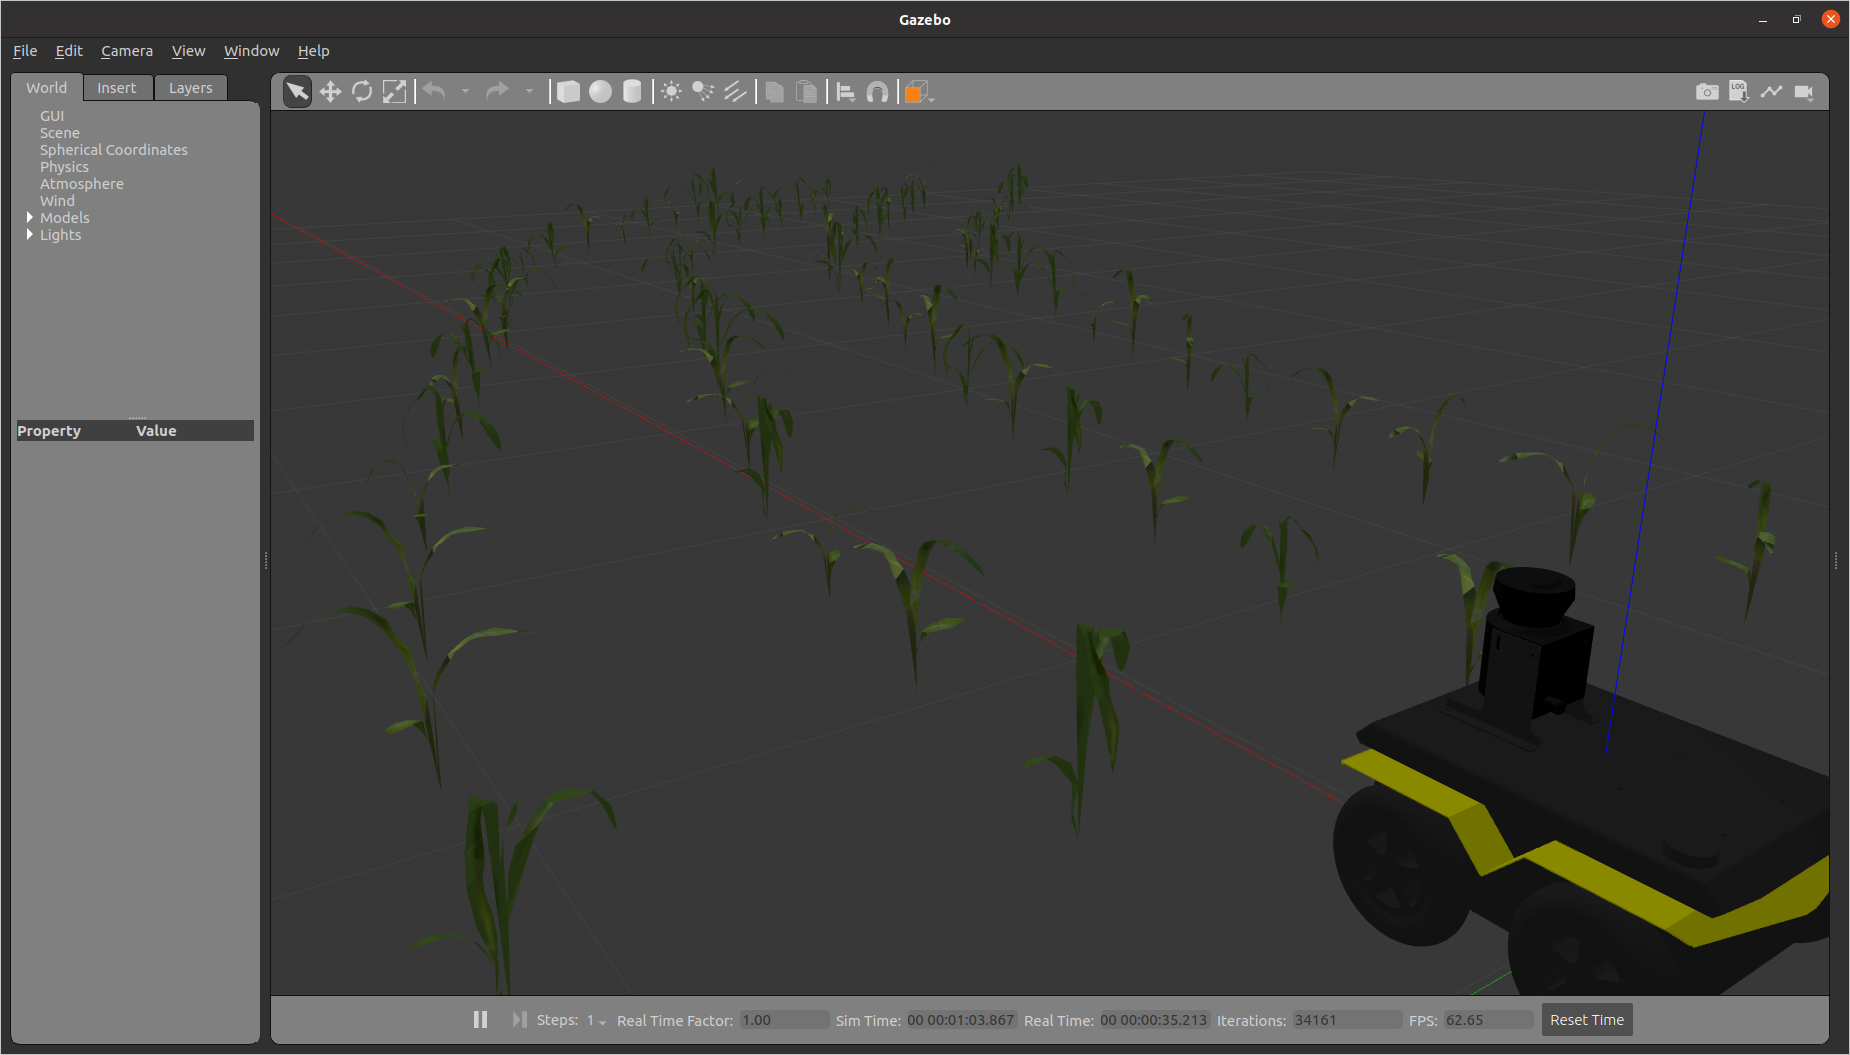 Gazebo
File Edit Camera View Window Help
World Insert Layers
GUI
Scene
Spherical Coordinates
Physics
Atmosphere
Wind
Models
Lights
Property Value
LOG
Steps: 1 Real Time Factor: 1.00 Sim Time: 00 00:01:03.867 Real Time: 00 00:00:35.213 Iterations: 34161 FPS: 62.65 Reset Time